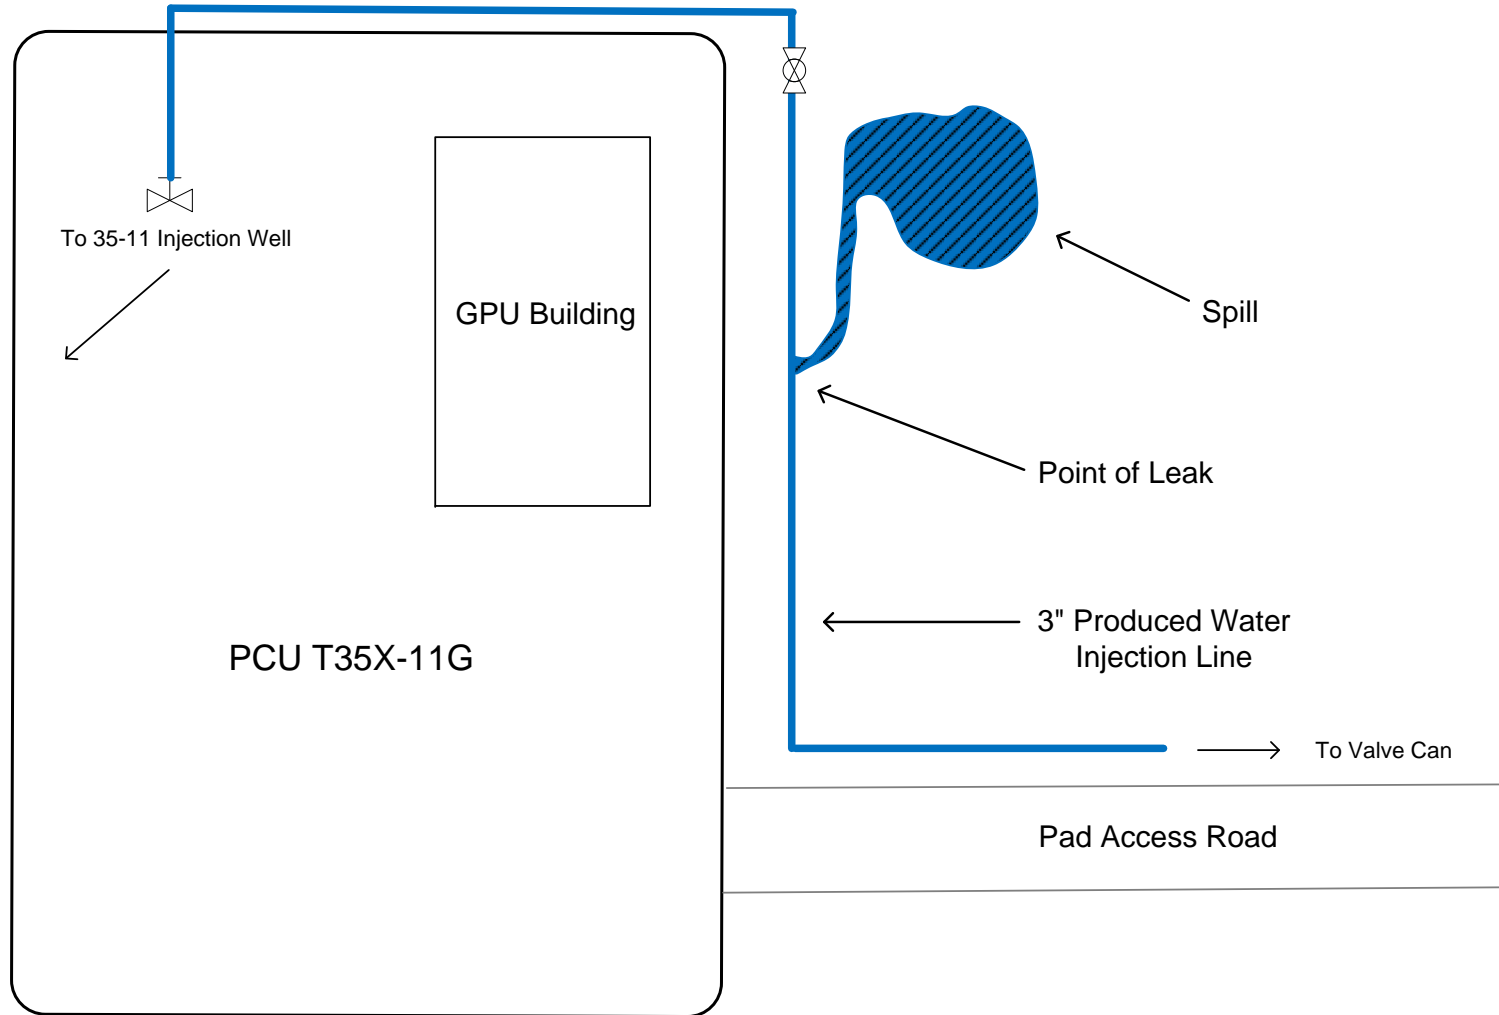 To 35-11 Injection Well
GPU Building
Spill
Point of Leak
3" Produced Water
Injection Line
PCU T35X-11G
To Valve Can
Pad Access Road